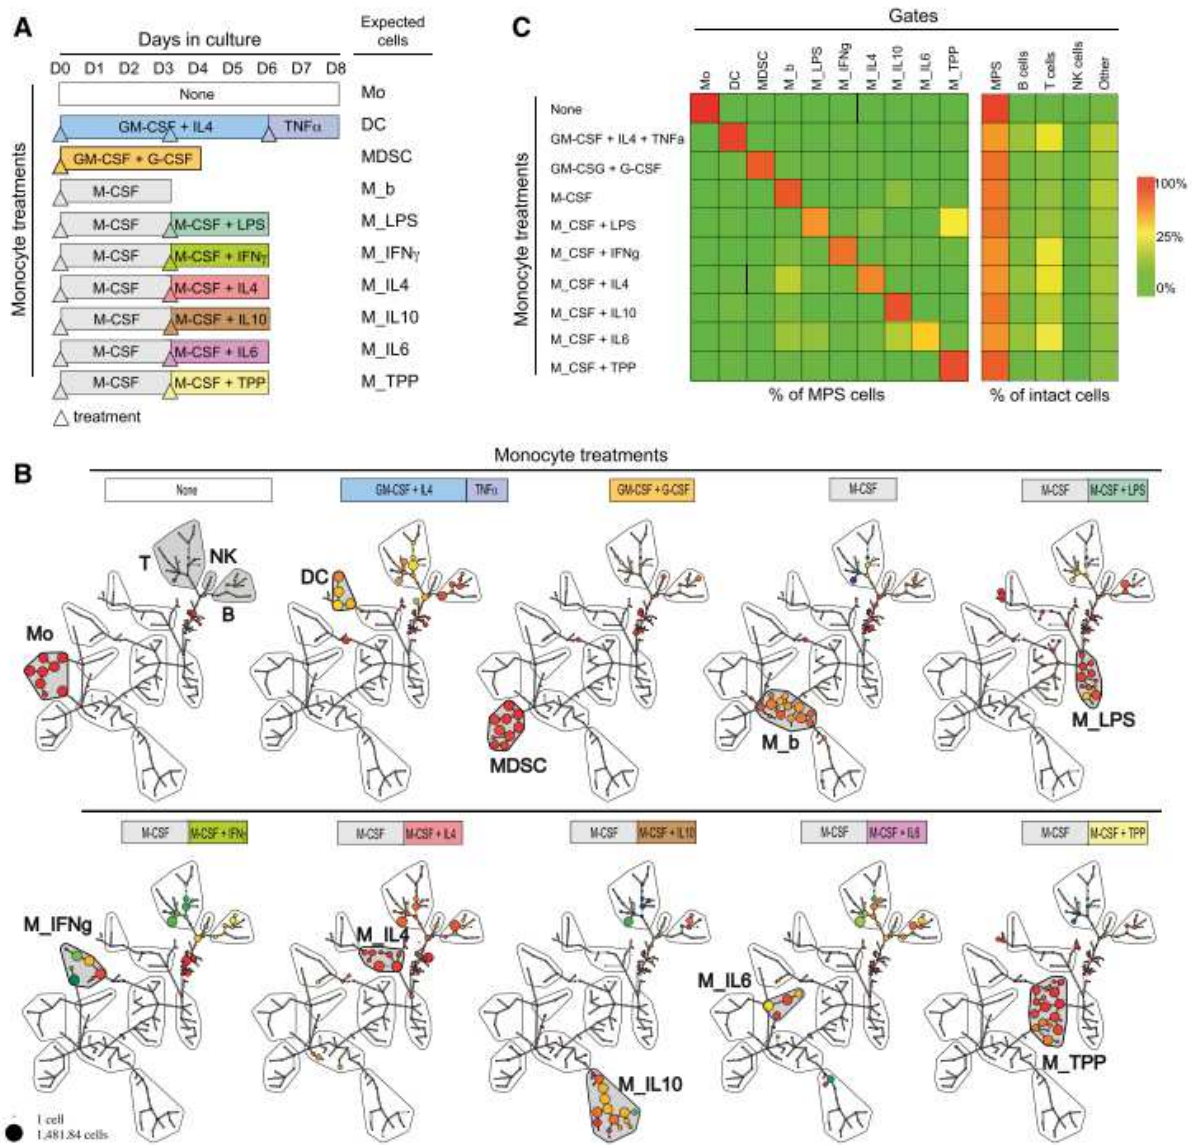 A
Days in culture
Expected
cells
D0 D1 D2 D3 D4 D5 D6 D7 D8
None
Mo
GM-CSF + IL4
TNFα
DC
GM-CSF + G-CSF
MDSC
M-CSF
M_b
M-CSF
M-CSF + LPS
M_LPS
M-CSF
M-CSF + IFNγ
M_IFNγ
M-CSF
M-CSF + IL4
M_IL4
M-CSF
M-CSF + IL10
M_IL10
M-CSF
M-CSF + IL6
M_IL6
M-CSF
M-CSF + TPP
M_TPP
Monocyte treatments
△ treatment
C
Gates
Mo
DC
MDSC
M_b
M_LPS
M_IFNg
M_IL4
M_IL10
M_IL6
M_TPP
MPS
B cells
T cells
NK cells
Other
Monocyte treatments
None
GM-CSF + IL4 + TNFa
GM-CSG + G-CSF
M-CSF
M_CSF + LPS
M_CSF + IFNg
M_CSF + IL4
M_CSF + IL10
M_CSF + IL6
M_CSF + TPP
% of MPS cells
% of intact cells
100%
25%
0%
B
Monocyte treatments
None
GM-CSF + IL4
TNFα
GM-CSF + G-CSF
M-CSF
M-CSF
M-CSF + LPS
T
NK
B
Mo
DC
MDSC
M_b
M_LPS
M-CSF
M-CSF + IFNγ
M-CSF
M-CSF + IL4
M-CSF
M-CSF + IL10
M-CSF
M-CSF + IL6
M-CSF
M-CSF + TPP
M_IFNg
M_IL4
M_IL10
M_IL6
M_TPP
1 cell
1,481.84 cells